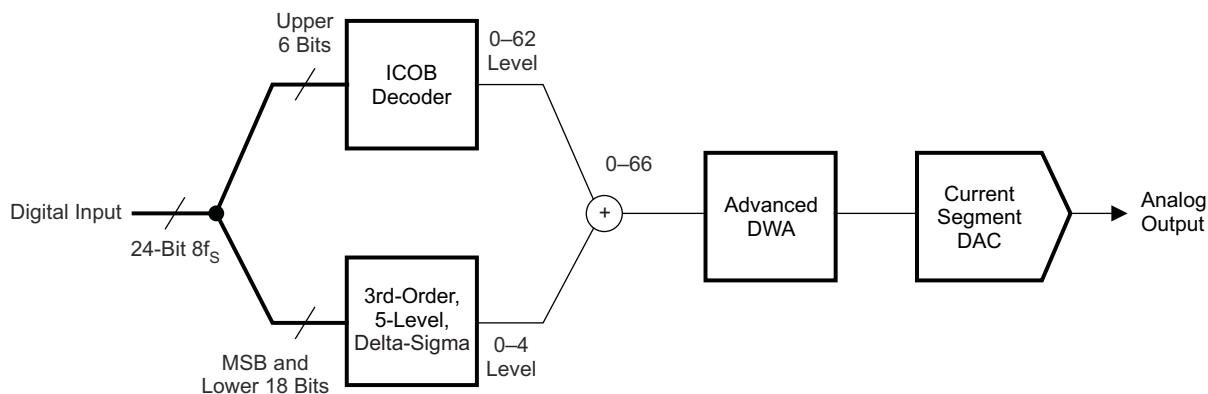 Upper
6 Bits
ICOB
Decoder
0–62
Level
Digital Input
24-Bit 8fS
MSB and
Lower 18 Bits
3rd-Order,
5-Level,
Delta-Sigma
0–4
Level
0–66
+
Advanced
DWA
Current
Segment
DAC
Analog
Output